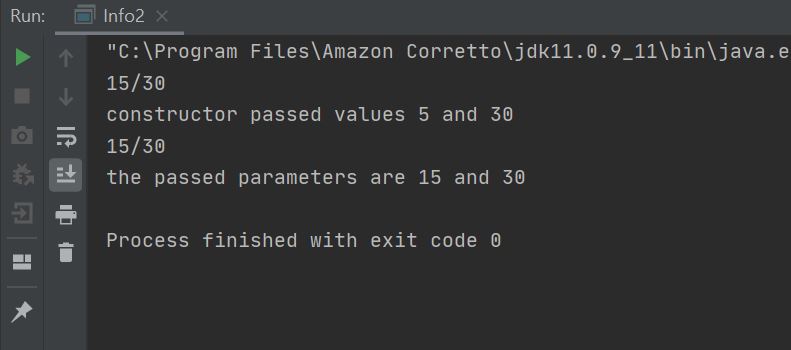 Run: Info2
"C:\Program Files\Amazon Corretto\jdk11.0.9_11\bin\java.e
15/30
constructor passed values 5 and 30
15/30
the passed parameters are 15 and 30
Process finished with exit code 0